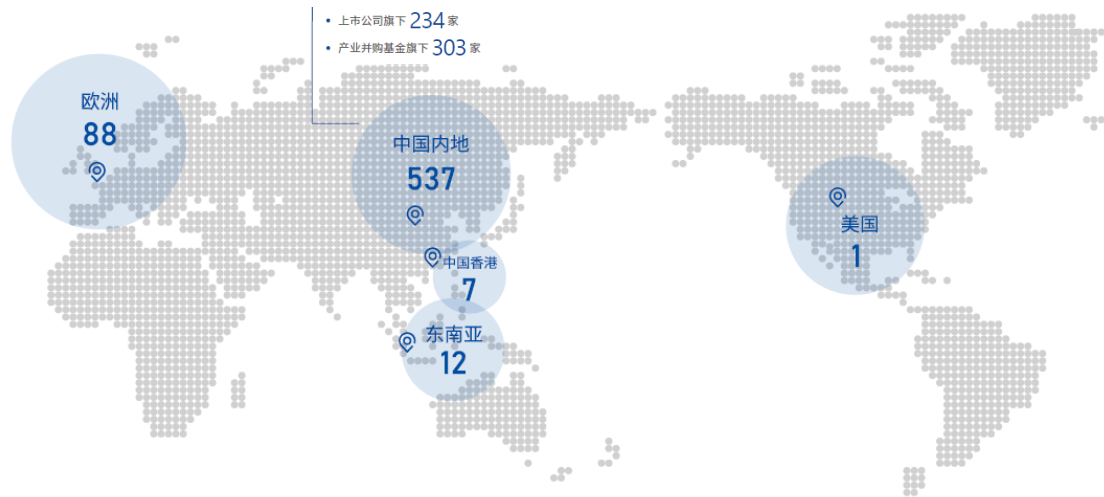 • 上市公司旗下 234 家
• 产业并购基金旗下 303 家
欧洲
88
中国内地
537
中国香港
7
东南亚
12
美国
1